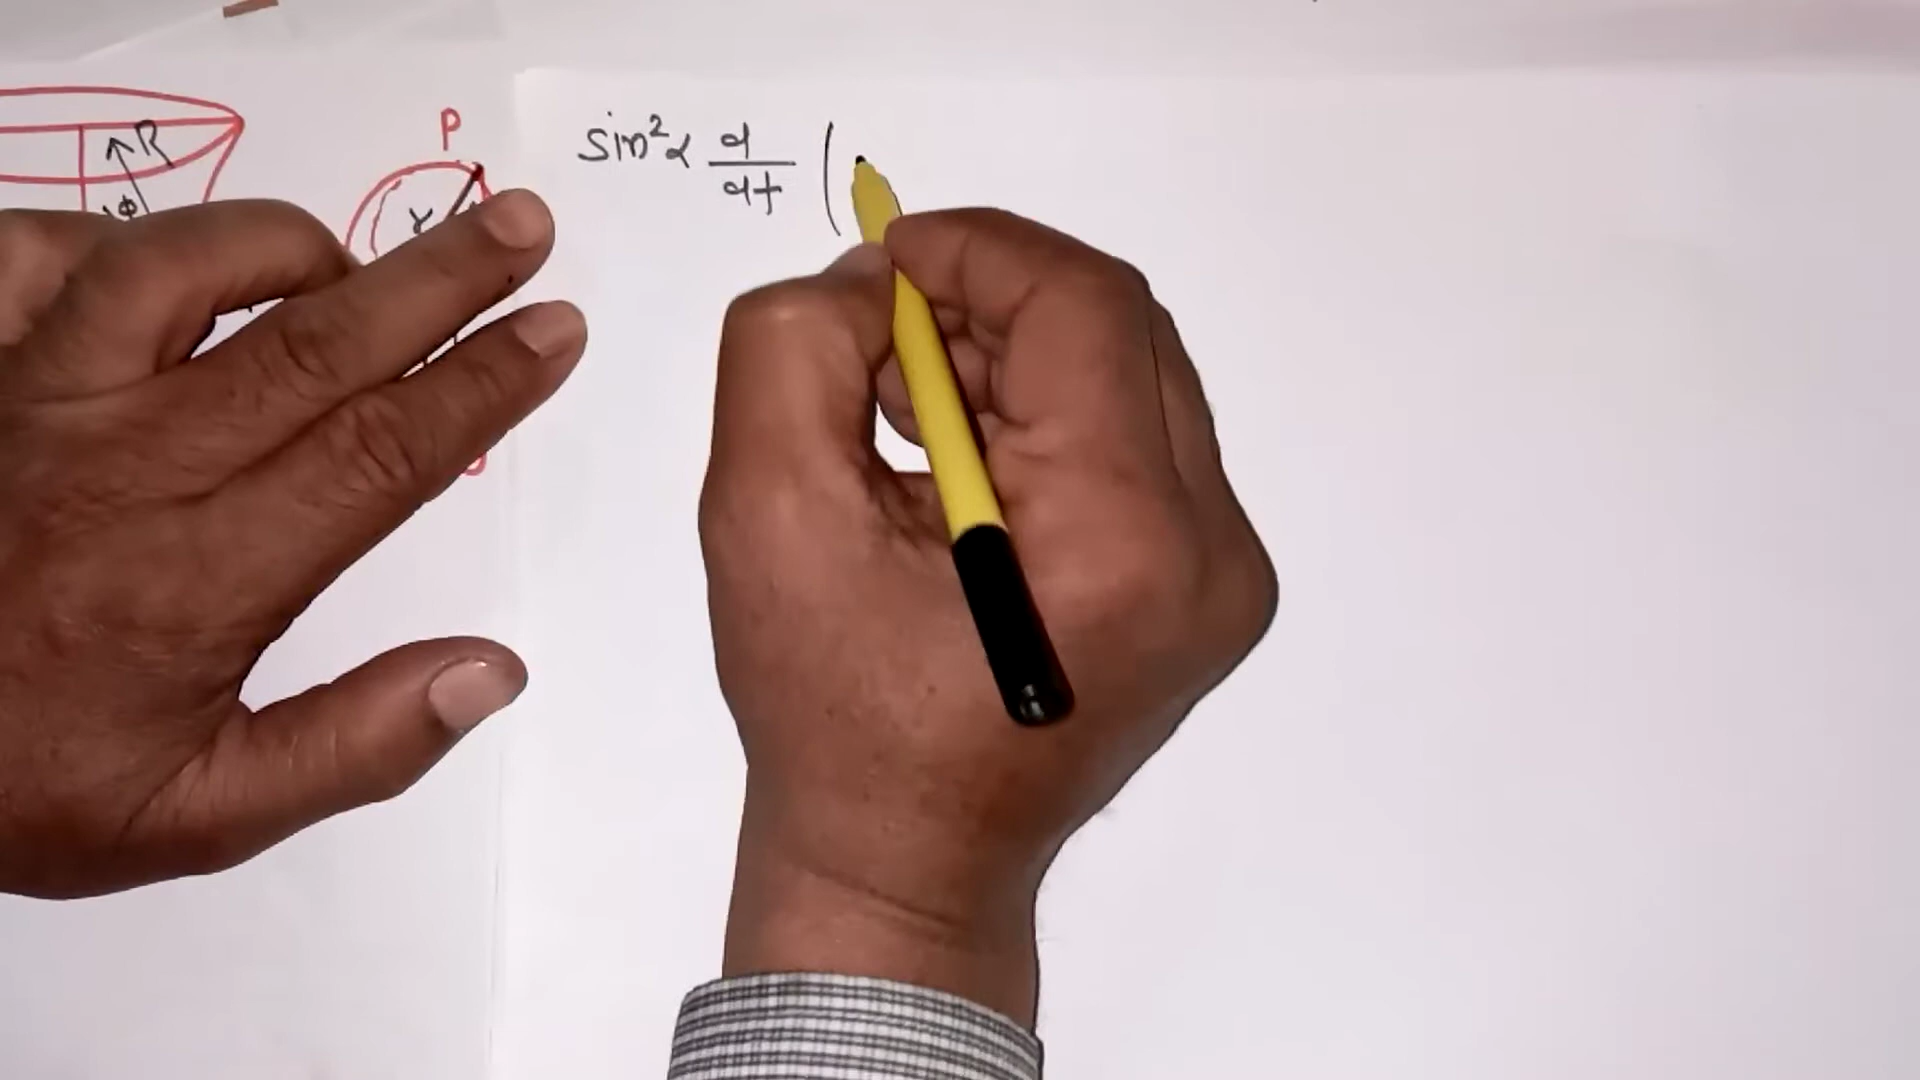 R
φ
P
r
sin²α d/dt (